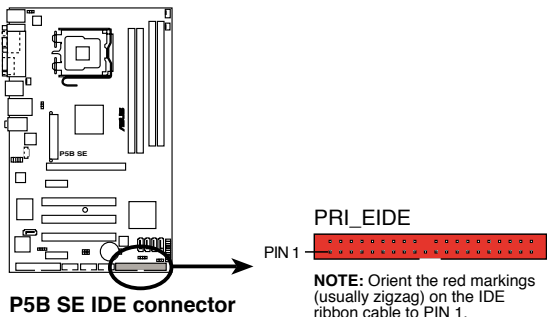 /ISUS
P5B SE
PRI_EIDE
PIN 1
NOTE: Orient the red markings
(usually zigzag) on the IDE
ribbon cable to PIN 1.
P5B SE IDE connector